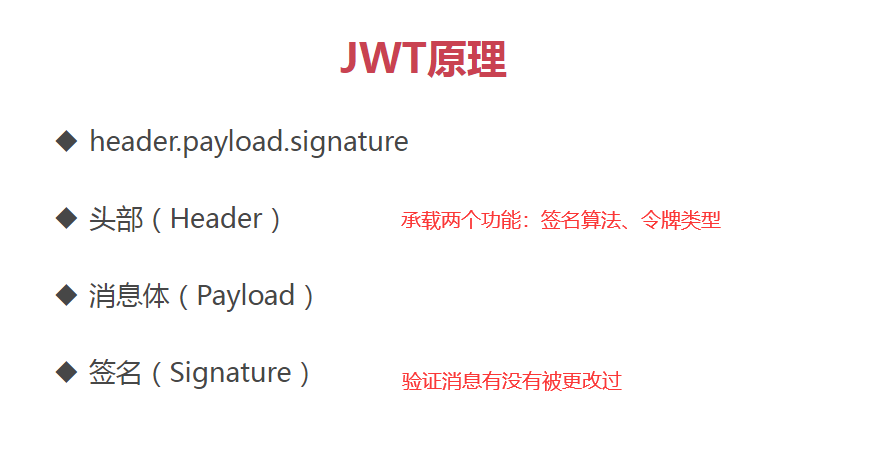 JWT原理
◆ header.payload.signature
◆ 头部（Header） 承载两个功能：签名算法、令牌类型
◆ 消息体（Payload）
◆ 签名（Signature） 验证消息有没有被更改过